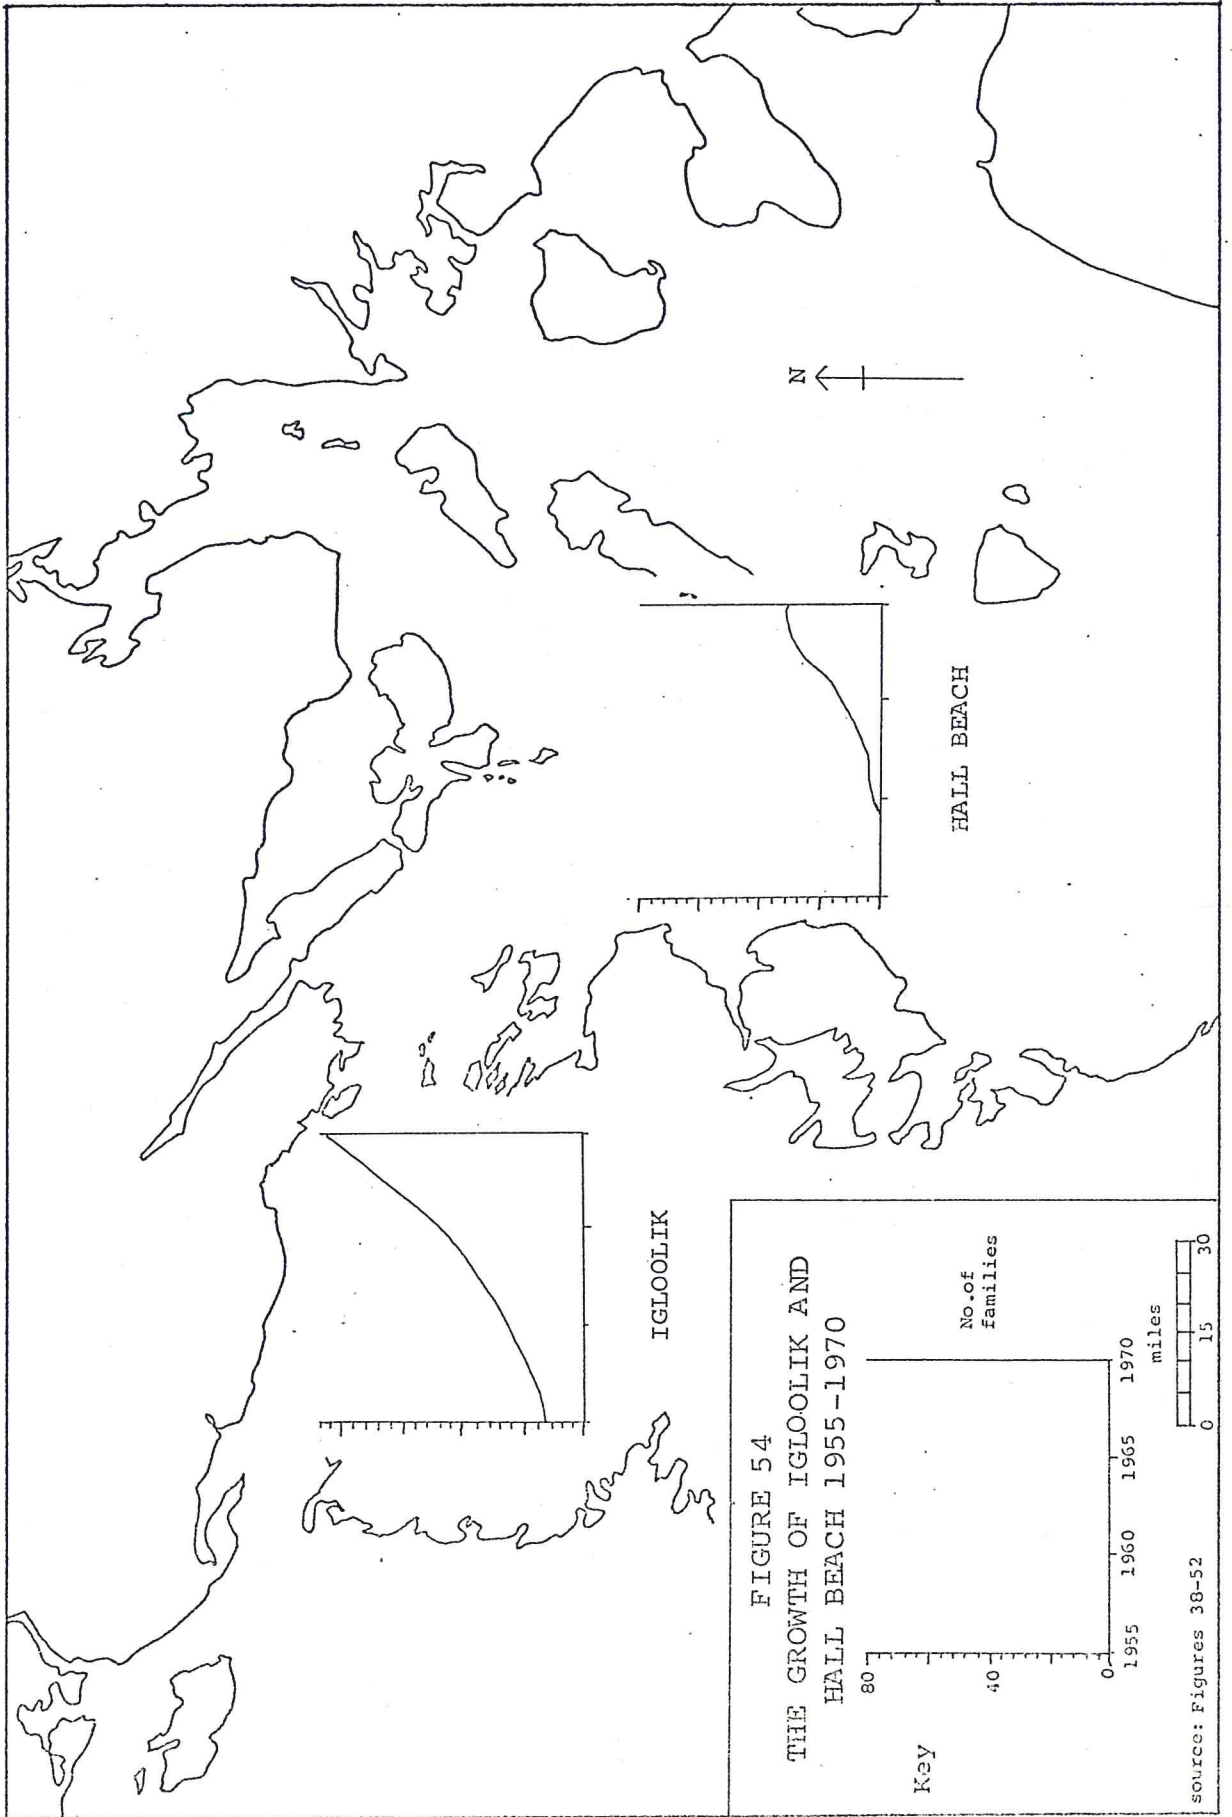 N
IGLOOLIK
HALL BEACH
FIGURE 54
THE GROWTH OF IGLOOLIK AND
HALL BEACH 1955-1970
Key
80
40
0
1955
1960
1965
1970
No.of
families
miles
0
15
30
source: Figures 38-52